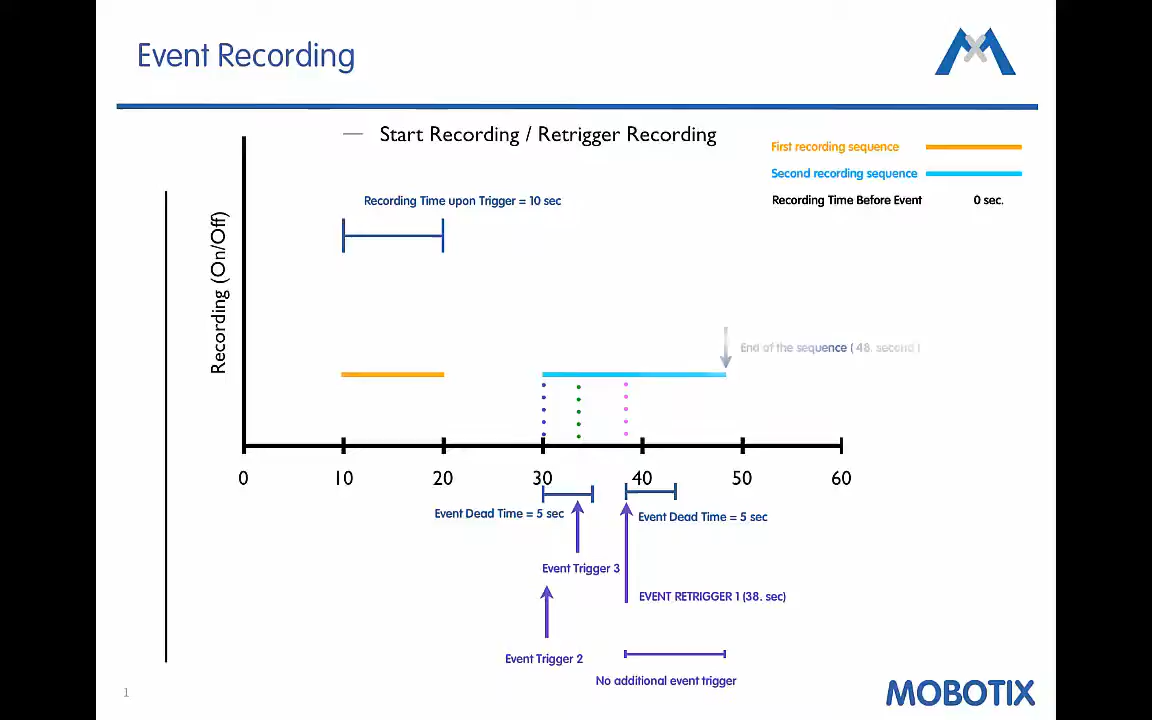 Event Recording
Start Recording / Retrigger Recording
First recording sequence
Second recording sequence
Recording Time Before Event 0 sec.
Recording Time upon Trigger = 10 sec
Recording (On/Off)
End of the sequence ( 48. second )
0 10 20 30 40 50 60
Event Dead Time = 5 sec
Event Dead Time = 5 sec
Event Trigger 3
EVENT RETRIGGER 1 (38. sec)
Event Trigger 2
No additional event trigger
1
MOBOTIX